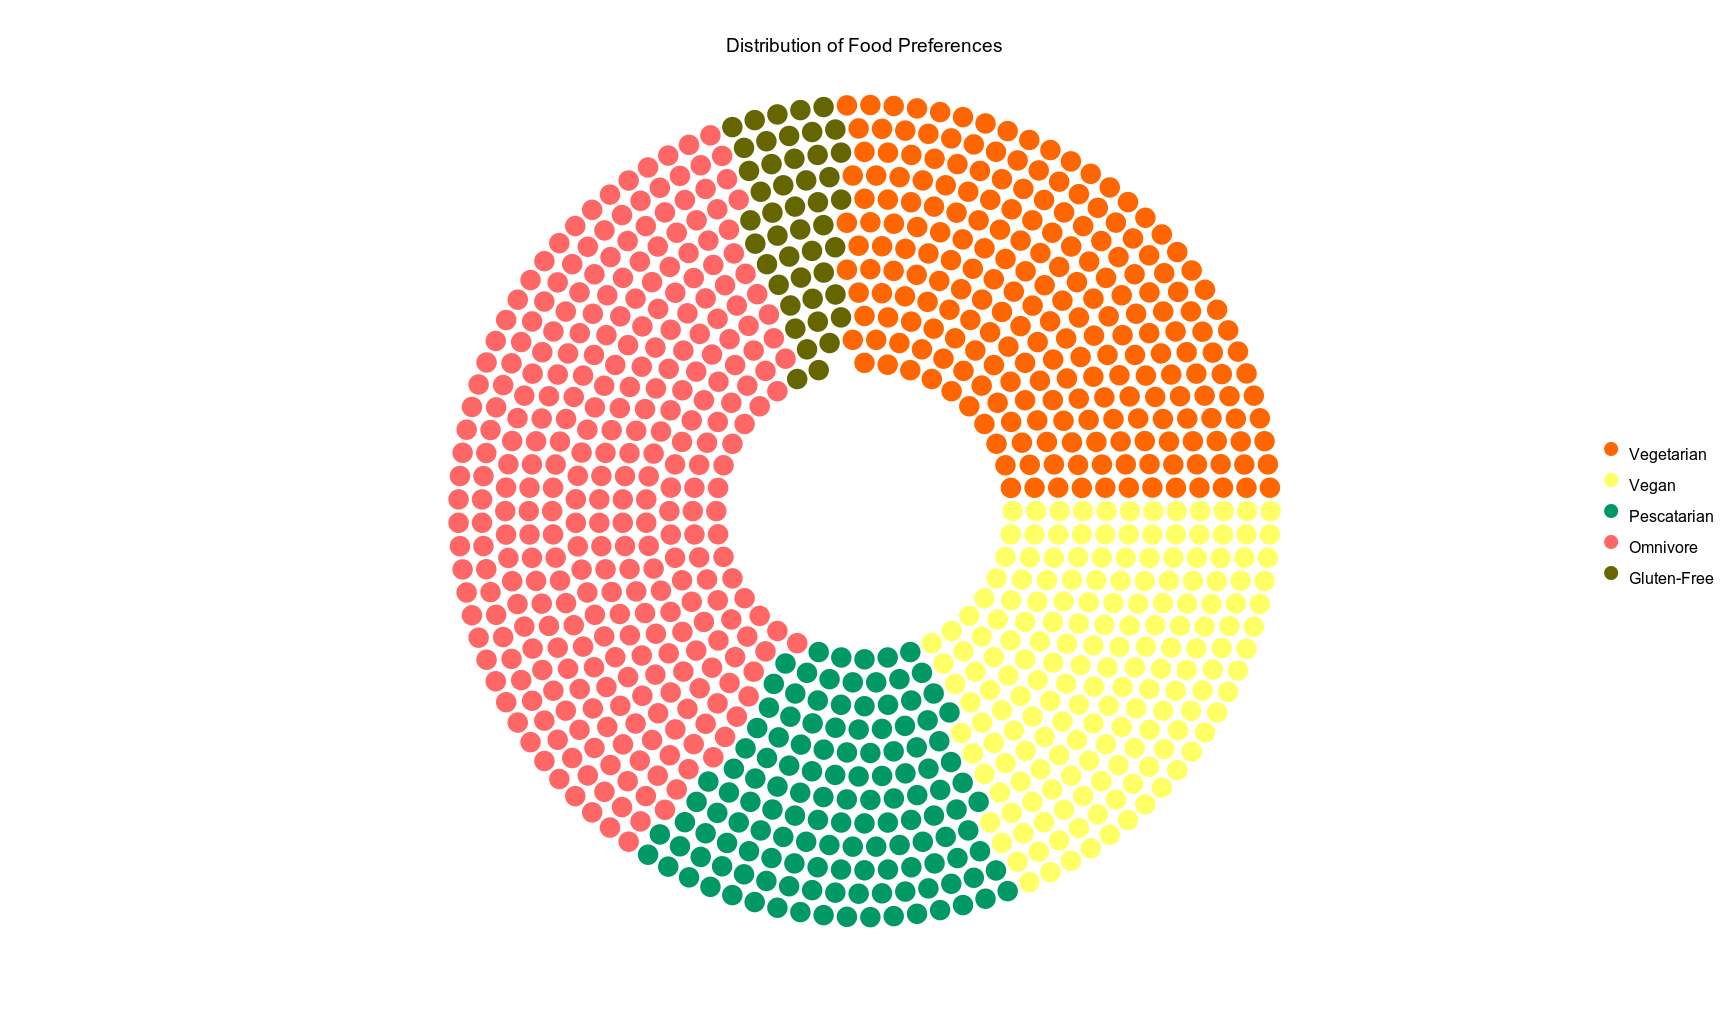 Distribution of Food Preferences
Vegetarian
Vegan
Pescatarian
Omnivore
Gluten-Free